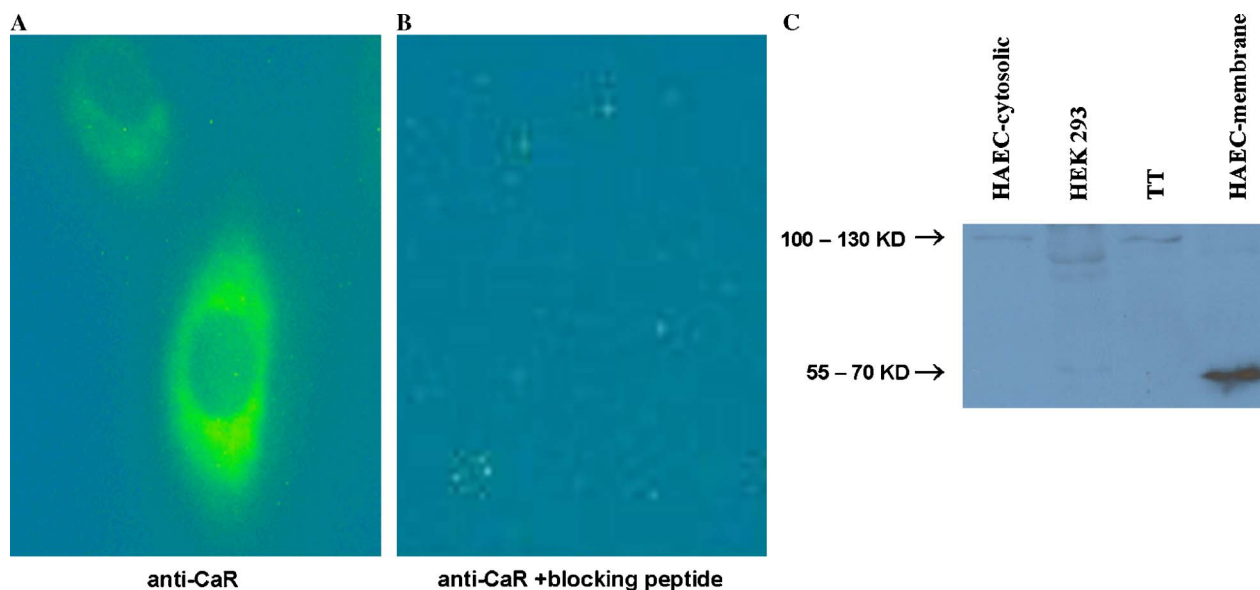 A
B
C
HAEC-cytosolic
HEK 293
TT
HAEC-membrane
100 – 130 KD →
55 – 70 KD →
anti-CaR
anti-CaR +blocking peptide